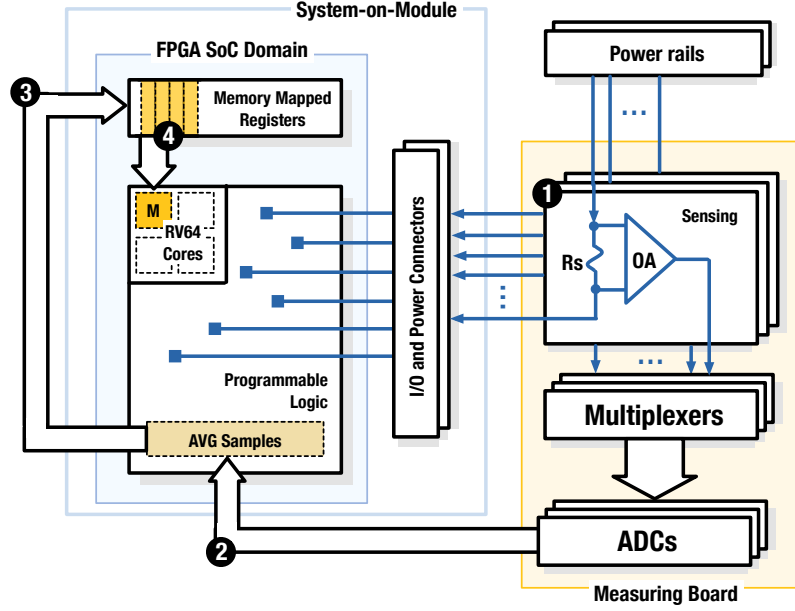 System-on-Module
FPGA SoC Domain
Power rails
3
Memory Mapped
Registers
4
1
M
RV64
Cores
I/O and Power Connectors
Sensing
Rs
OA
...
...
...
Programmable
Logic
AVG Samples
Multiplexers
2
ADCs
Measuring Board